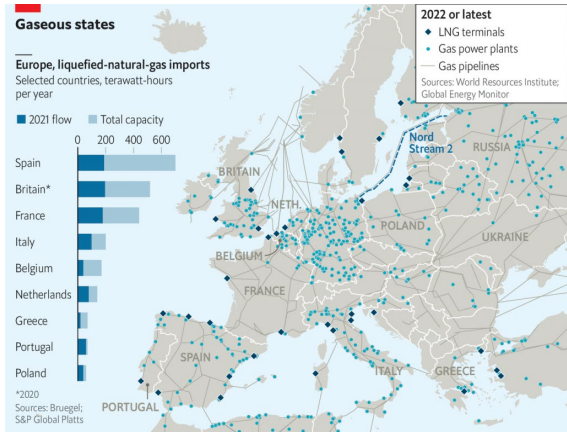 Gaseous states
Europe, liquefied-natural-gas imports
Selected countries, terawatt-hours
per year
2021 flow
Total capacity
0 200 400 600
Spain
Britain*
France
Italy
Belgium
Netherlands
Greece
Portugal
Poland
*2020
Sources: Bruegel;
S&P Global Platts
2022 or latest
LNG terminals
Gas power plants
Gas pipelines
Sources: World Resources Institute;
Global Energy Monitor
Nord
Stream 2
RUSSIA
BRITAIN
NETH.
POLAND
UKRAINE
BELGIUM
FRANCE
SPAIN
ITALY
GREECE
PORTUGAL